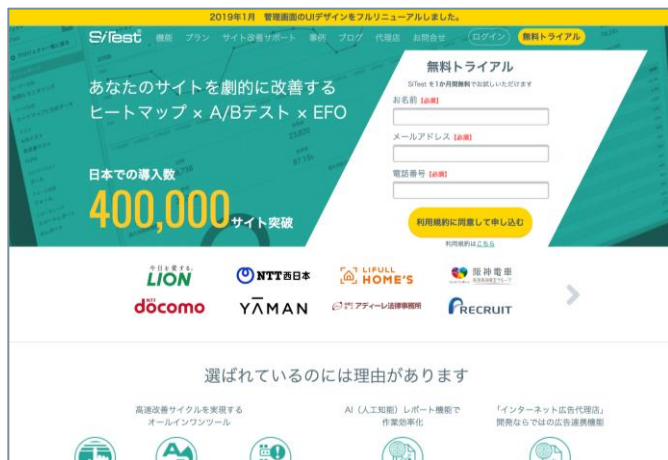 2019年1月 管理画面のUIデザインをフルリニューアルしました。
SiTest 機能 プラン サイト改善サポート 事例 ブログ 代理店 お問合せ ログイン 無料トライアル
あなたのサイトを劇的に改善する
ヒートマップ × A/Bテスト × EFO
日本での導入数
400,000サイト突破
無料トライアル
SiTest を1か月間無料でお試しいただけます
お名前 [必須]
メールアドレス [必須]
電話番号 [必須]
利用規約に同意して申し込む
利用規約はこちら
今日を愛する。
LION
NTT西日本
LIFULL
HOME'S
阪神電車
docomo
YAMAN
アディーレ法律事務所
RECRUIT
選ばれているのには理由があります
高速改善サイクルを実現する
オールインワンツール
AI(人工知能)レポート機能で
作業効率化
「インターネット広告代理店」
開発ならではの広告連携機能